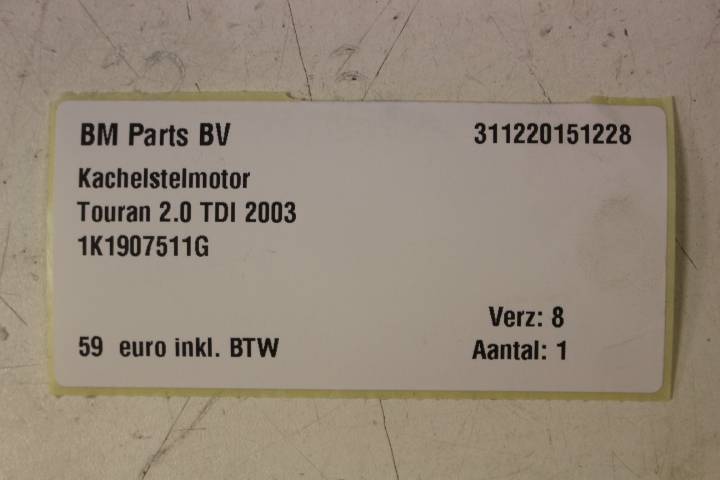 BM Parts BV 311220151228
Kachelstelmotor
Touran 2.0 TDI 2003
1K1907511G
Verz: 8
59 euro inkl. BTW Aantal: 1